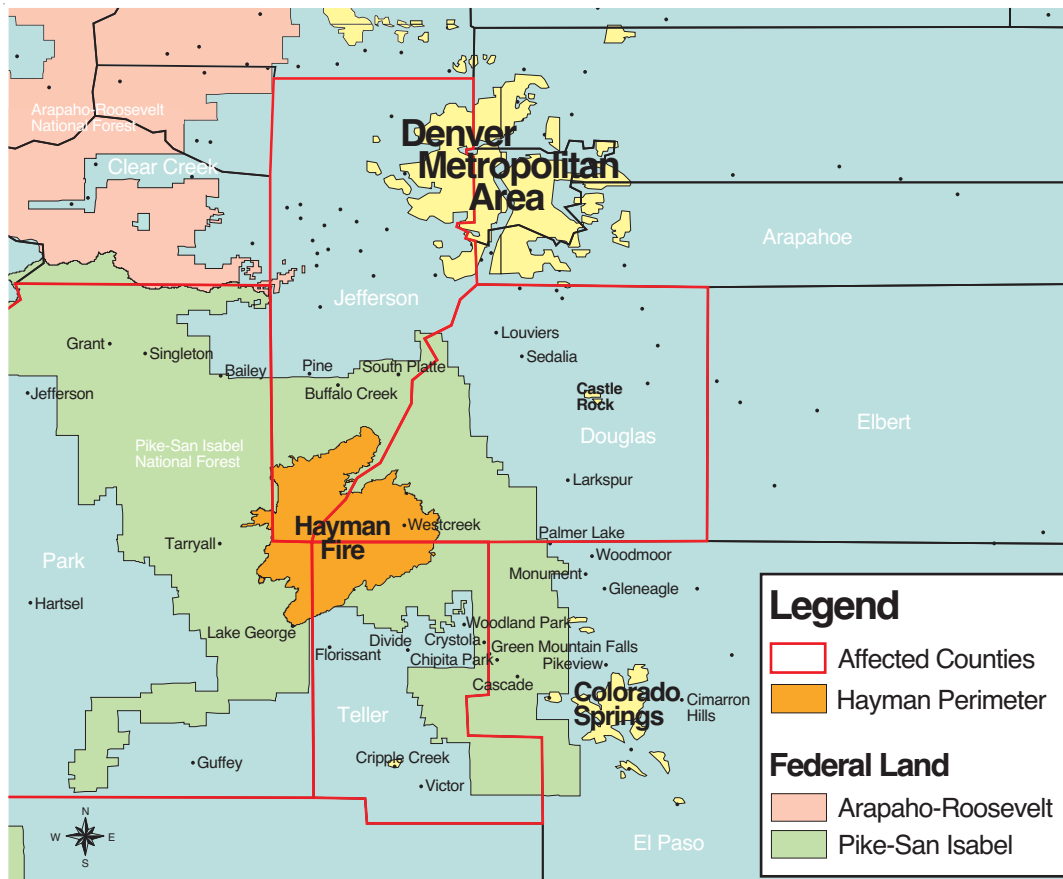 Arapaho-Roosevelt
National Forest
Clear Creek
Denver
Metropolitan
Area
Arapahoe
Jefferson
Grant
Singleton
Bailey
Pine
South Platte
Buffalo Creek
Louviers
Sedalia
Jefferson
Castle
Rock
Douglas
Elbert
Pike-San Isabel
National Forest
Larkspur
Hayman
Fire
Westcreek
Tarryall
Palmer Lake
Woodmoor
Park
Monument
Gleneagle
Hartsel
Lake George
Woodland Park
Divide
Crystola
Green Mountain Falls
Florissant
Chipita Park
Pikeview
Cascade
Colorado
Springs
Cimarron
Hills
Teller
Guffey
Cripple Creek
Victor
El Paso
N
W
E
S
Legend
Affected Counties
Hayman Perimeter
Federal Land
Arapaho-Roosevelt
Pike-San Isabel